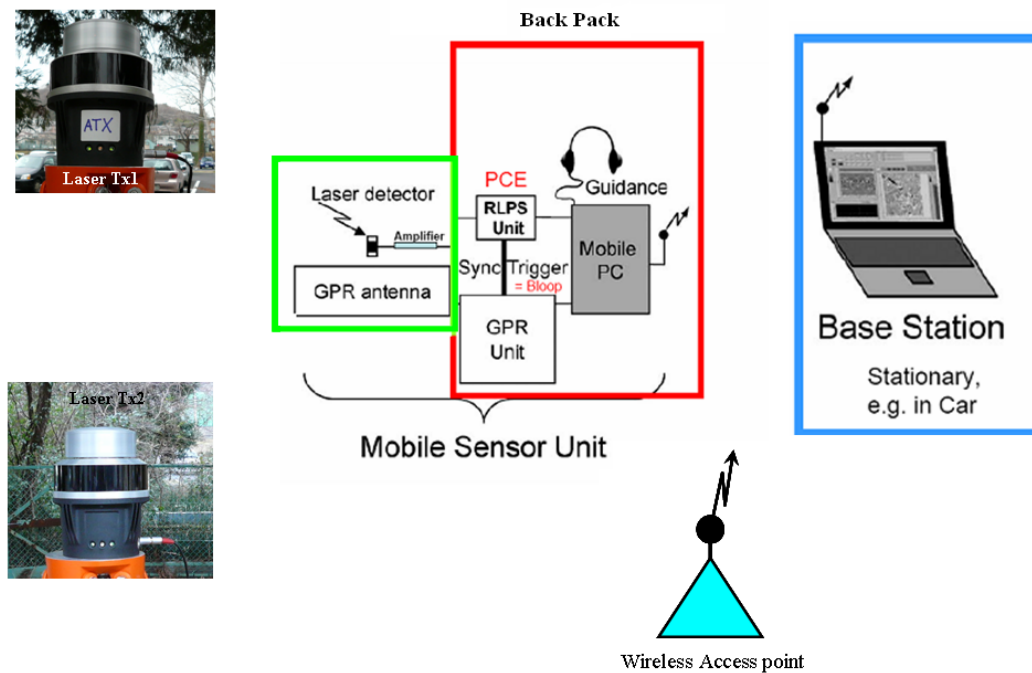 Back Pack
ATX
Laser Tx1
Laser detector
Amplifier
GPR antenna
PCE
RLPS
Unit
Guidance
Mobile
PC
Sync Trigger
= Bloop
GPR
Unit
Mobile Sensor Unit
Base Station
Stationary,
e.g. in Car
Laser Tx2
Wireless Access point